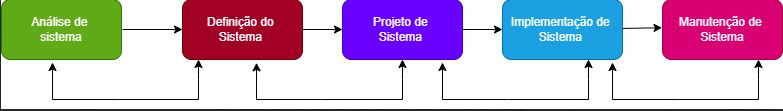 Análise de
sistema
Definição do
Sistema
Projeto de
Sistema
Implementação de
Sistema
Manutenção de
Sistema